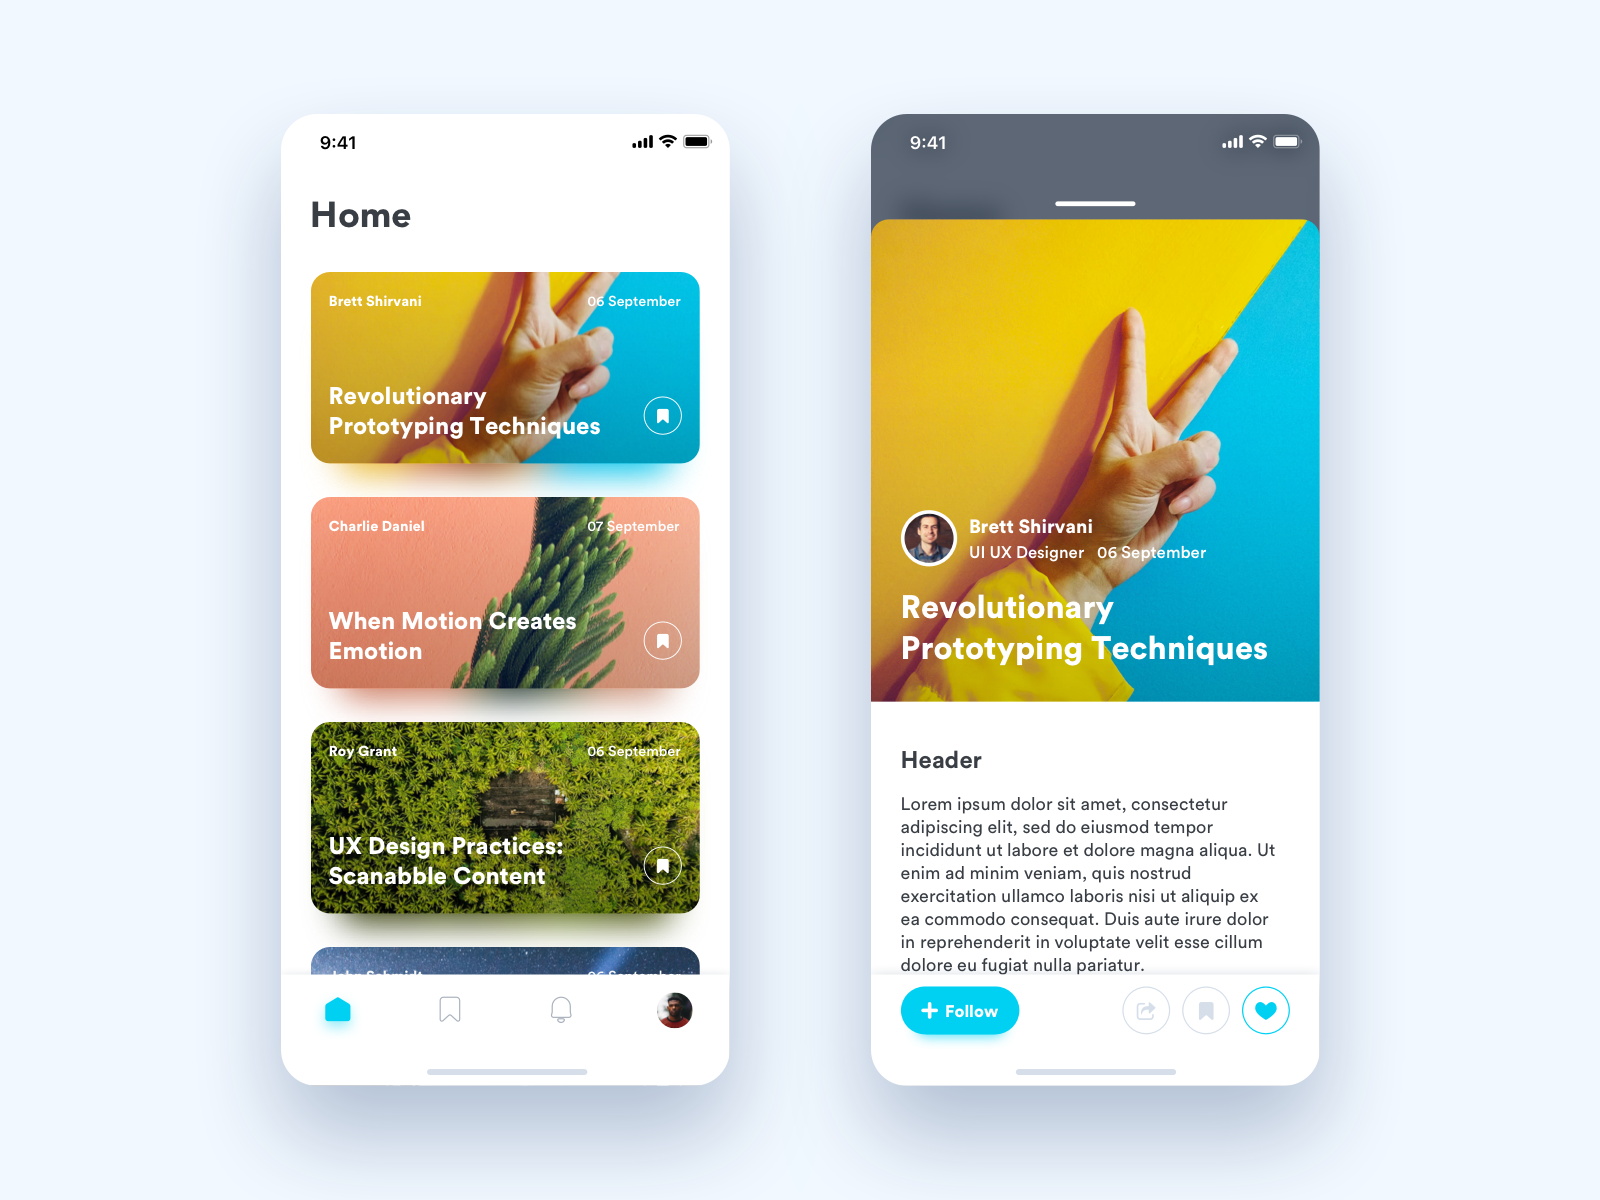 9:41
Home
Brett Shirvani 06 September
Revolutionary
Prototyping Techniques
Charlie Daniel 07 September
When Motion Creates
Emotion
Roy Grant 06 September
UX Design Practices:
Scanabble Content
John Schmidt 06 September
9:41
Brett Shirvani
UI UX Designer 06 September
Revolutionary
Prototyping Techniques
Header
Lorem ipsum dolor sit amet, consectetur
adipiscing elit, sed do eiusmod tempor
incididunt ut labore et dolore magna aliqua. Ut
enim ad minim veniam, quis nostrud
exercitation ullamco laboris nisi ut aliquip ex
ea commodo consequat. Duis aute irure dolor
in reprehenderit in voluptate velit esse cillum
dolore eu fugiat nulla pariatur.
Follow